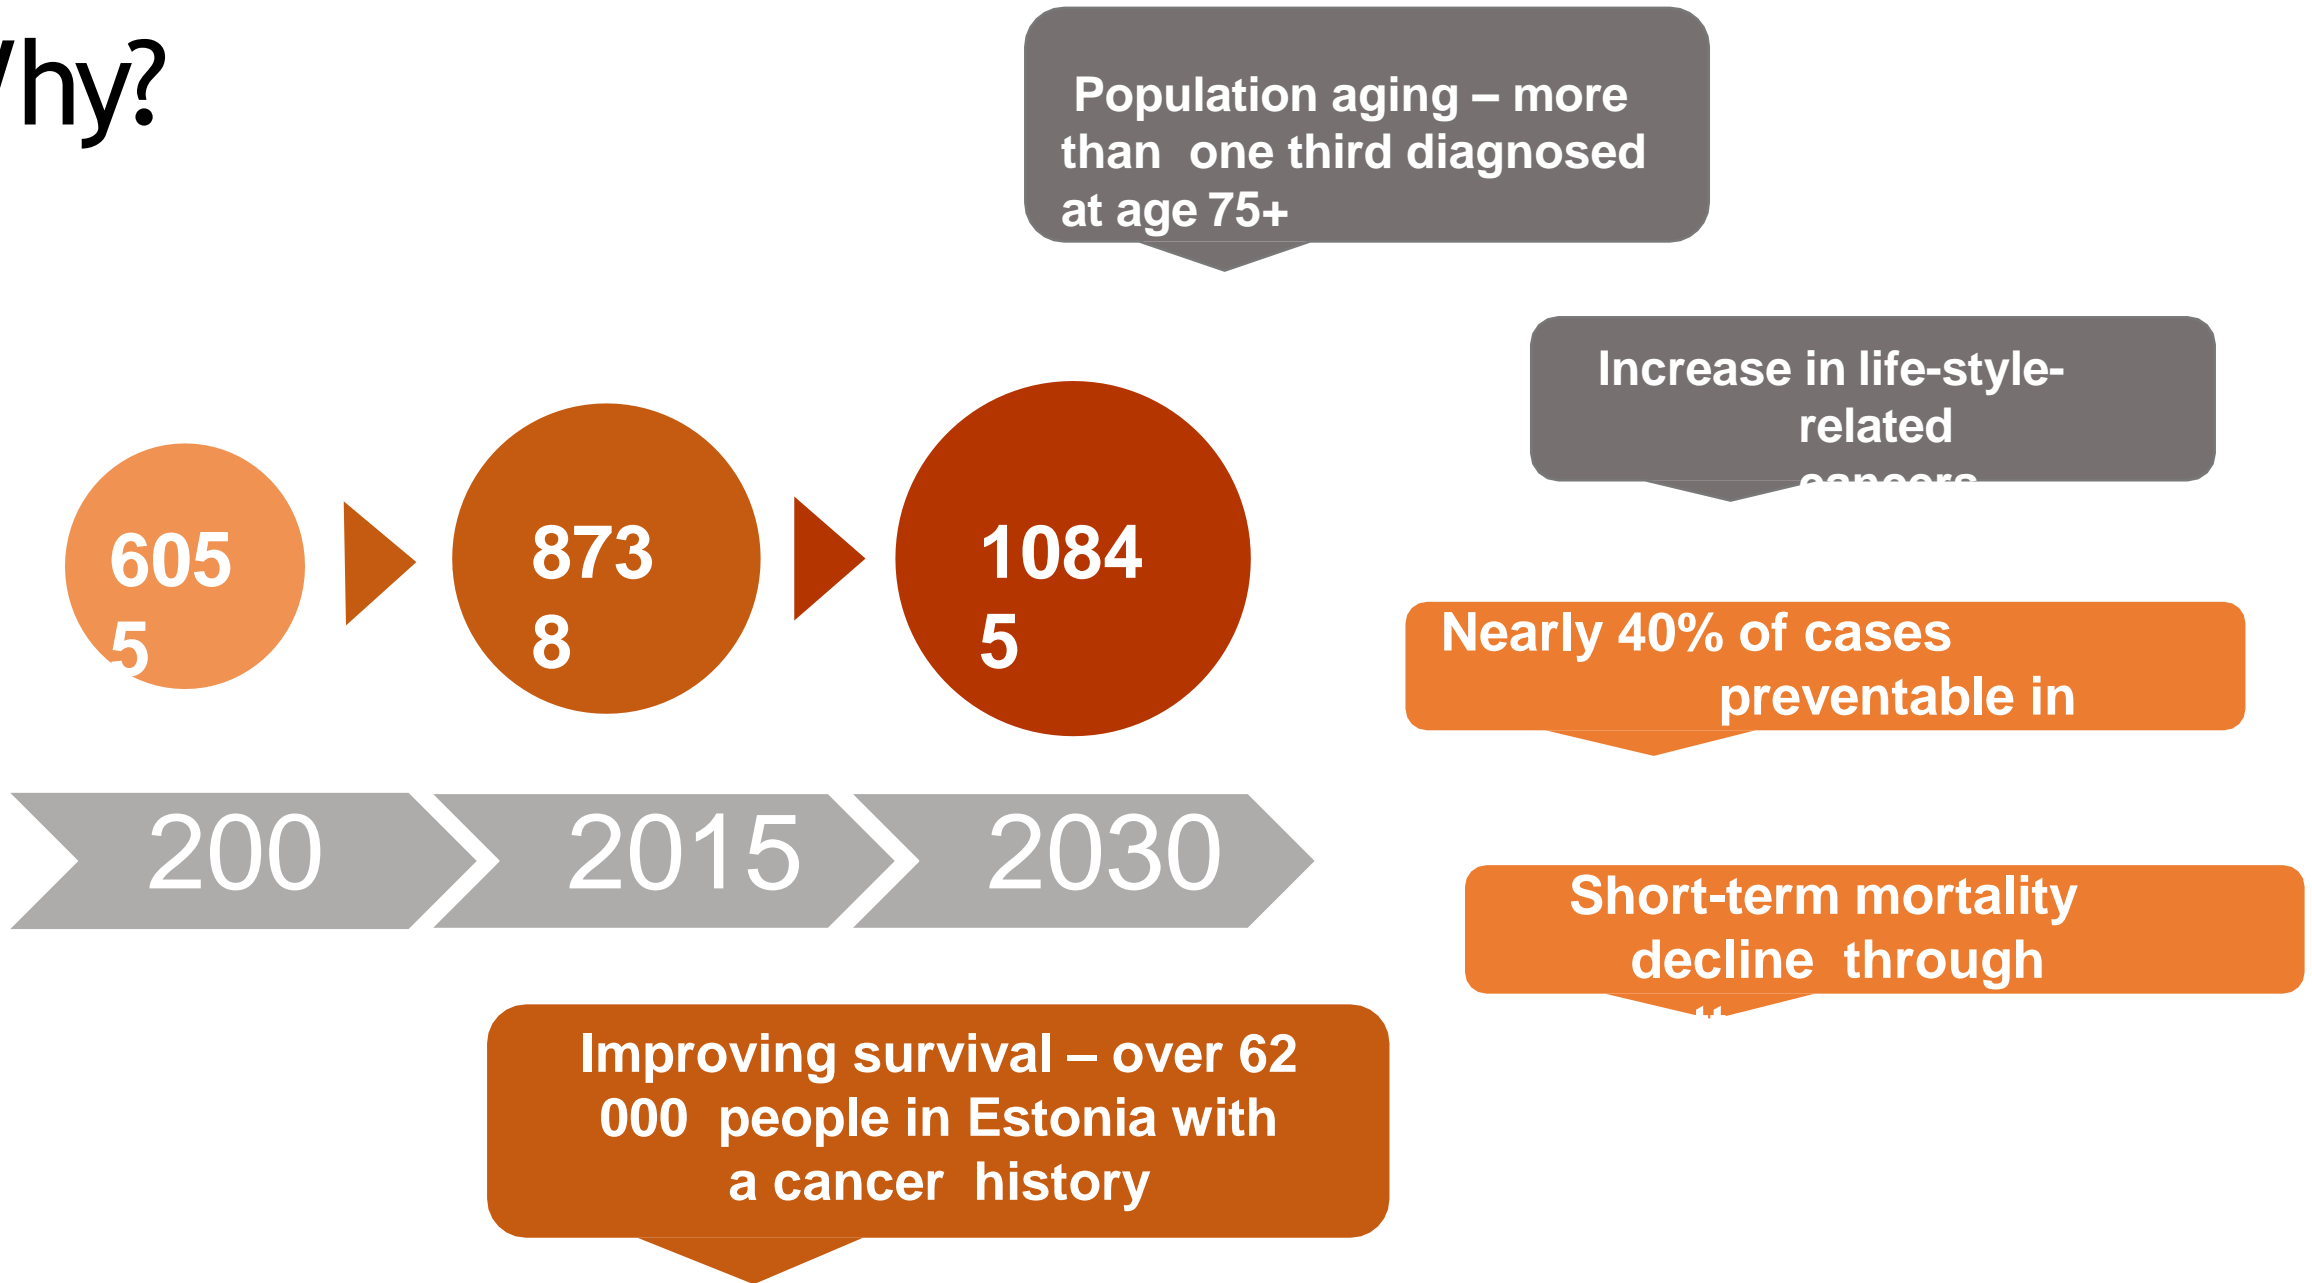 Why?
Population aging – more
than one third diagnosed
at age 75+
Increase in life-style-
related
cancers
605
5
873
8
1084
5
Nearly 40% of cases
preventable in
200
2015
2030
Short-term mortality
decline through
Improving survival – over 62
000 people in Estonia with
a cancer history